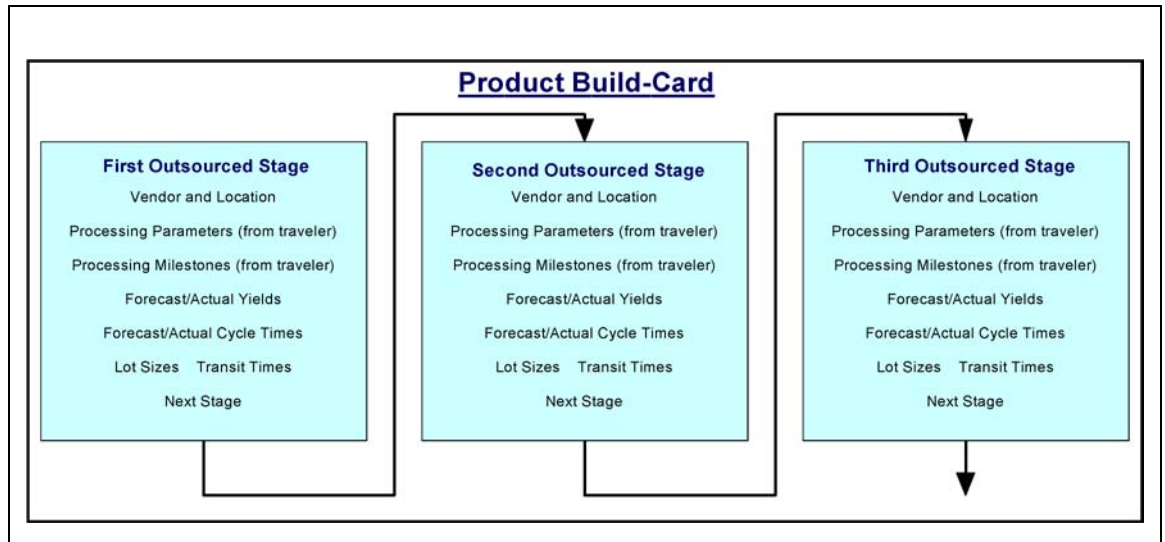 Product Build-Card
First Outsourced Stage
Vendor and Location
Processing Parameters (from traveler)
Processing Milestones (from traveler)
Forecast/Actual Yields
Forecast/Actual Cycle Times
Lot Sizes Transit Times
Next Stage
Second Outsourced Stage
Vendor and Location
Processing Parameters (from traveler)
Processing Milestones (from traveler)
Forecast/Actual Yields
Forecast/Actual Cycle Times
Lot Sizes Transit Times
Next Stage
Third Outsourced Stage
Vendor and Location
Processing Parameters (from traveler)
Processing Milestones (from traveler)
Forecast/Actual Yields
Forecast/Actual Cycle Times
Lot Sizes Transit Times
Next Stage